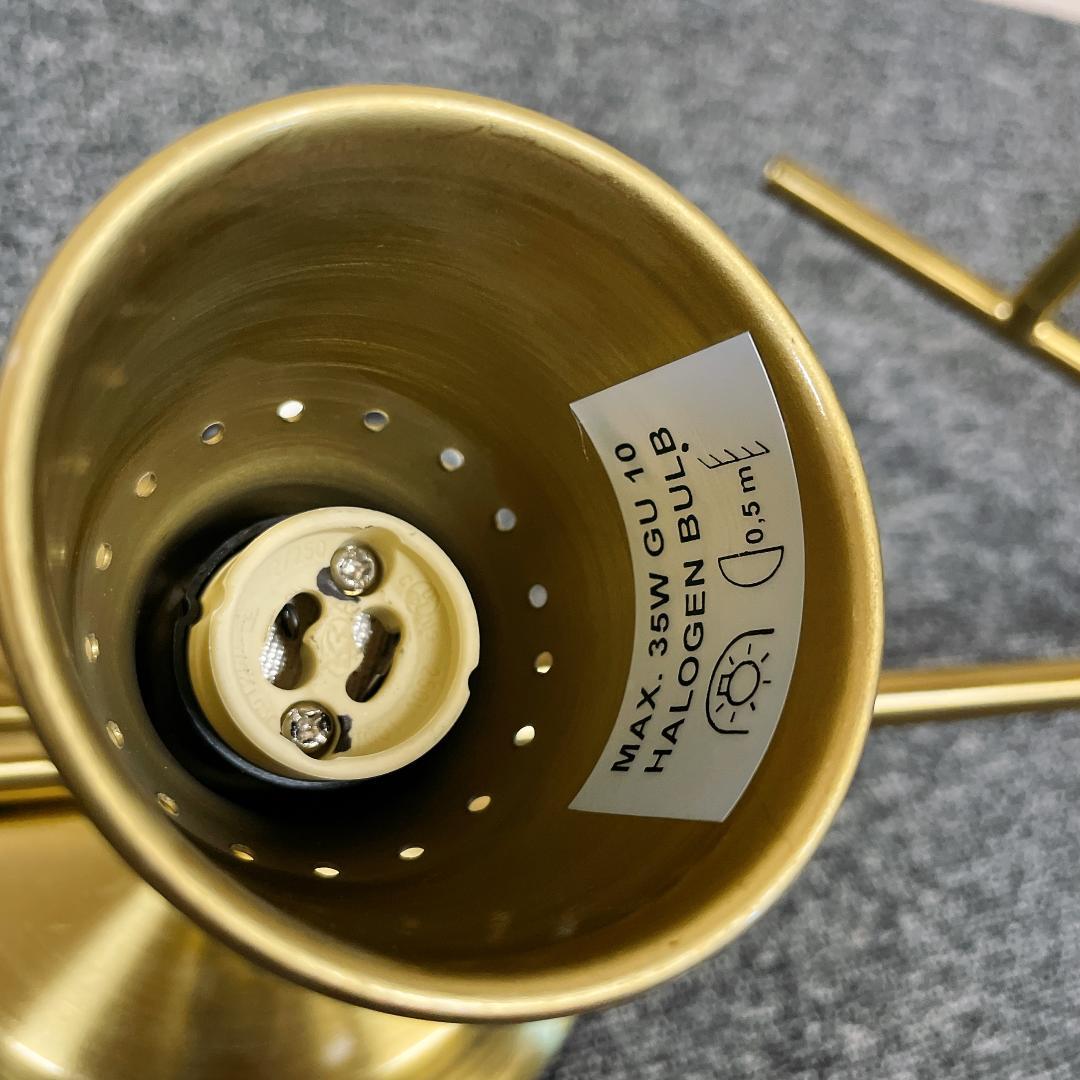 MAX. 35W GU 10
HALOGEN BULB.
0,5 m